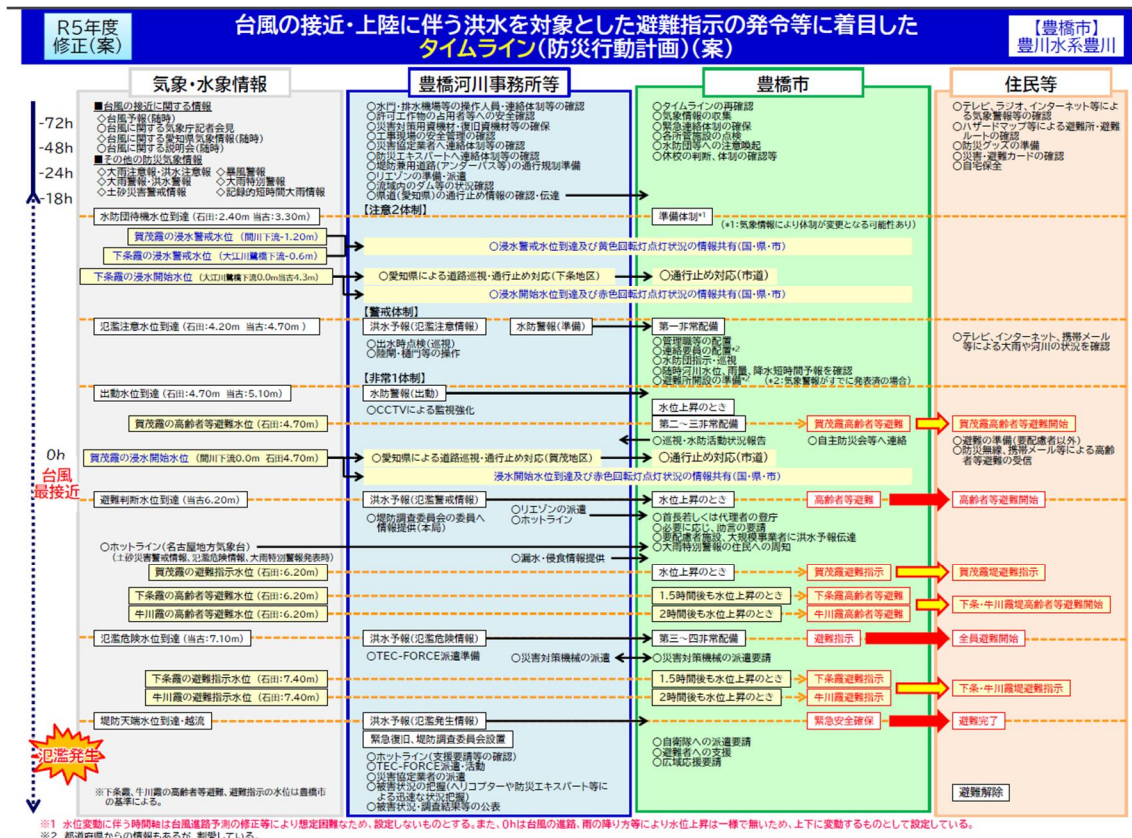 R5年度
修正(案)
台風の接近・上陸に伴う洪水を対象とした避難指示の発令等に着目した
タイムライン(防災行動計画)(案)
【豊橋市】
豊川水系豊川
気象・水象情報
豊橋河川事務所等
豊橋市
住民等
-72h
-48h
-24h
-18h
0h
台風
最接近
氾濫発生
■台風の接近に関する情報
◇台風予報(随時)
○台風に関する気象庁記者会見
◇台風に関する愛知県気象情報(随時)
○台風に関する説明会(随時)
■その他の防災気象情報
◇大雨注意報・洪水注意報 ◇暴風警報
◇大雨警報・洪水警報 ◇大雨特別警報
◇土砂災害警戒情報 ◇記録的短時間大雨情報
○水門・排水機場等の操作人員・連絡体制等の確認
○許可工作物の占用者等への安全確認
○災害対策用資機材・復旧資機材等の確保
○工事現場の安全管理の確認
○災害協定業者へ連絡体制等の確認
○防災エキスパートへ連絡体制等の確認
○堤防兼用道路(アンダーパス等)の通行規制準備
○リエゾンの準備・派遣
○流域内のダム等の状況確認
○県道(愛知県)の通行止め情報の確認・伝達
○タイムラインの再確認
○気象情報の収集
○緊急連絡体制の確保
○各所管施設の点検
○水防団等への注意喚起
○休校の判断、体制の確認等
○テレビ、ラジオ、インターネット等による気象警報等の確認
○ハザードマップ等による避難所・避難ルートの確認
○防災グッズの準備
○災害・避難カードの確認
○自宅保全
【注意2体制】
水防団待機水位到達(石田:2.40m 当古:3.30m)
準備体制*1
(*1:気象情報により体制が変更となる可能性あり)
賀茂霞の浸水警戒水位 (間川下流-1.20m)
下条霞の浸水警戒水位 (大江川鷺橋下流-0.6m)
○浸水警戒水位到達及び黄色回転灯点灯状況の情報共有(国・県・市)
下条霞の浸水開始水位 (大江川鷺橋下流0.0m当古4.3m)
○愛知県による道路巡視・通行止め対応(下条地区)
○通行止め対応(市道)
○浸水開始水位到達及び赤色回転灯点灯状況の情報共有(国・県・市)
【警戒体制】
氾濫注意水位到達 (石田:4.20m 当古:4.70m)
洪水予報(氾濫注意情報)
水防警報(準備)
第一非常配備
○出水時点検(巡視)
○陸閘・樋門等の操作
○管理職等の配置
○連絡要員の配置*2
○水防団指示・巡視
○随時河川水位、雨量、降水短時間予報を確認
○避難所開設の準備*2 (*2:気象警報がすでに発表済の場合)
○テレビ、インターネット、携帯メール等による大雨や河川の状況を確認
【非常1体制】
出動水位到達 (石田:4.70m 当古:5.10m)
水防警報(出動)
○CCTVによる監視強化
水位上昇のとき
賀茂霞の高齢者等避難水位 (石田:4.70m)
第二~三非常配備
賀茂霞高齢者等避難
賀茂霞高齢者等避難開始
○巡視・水防活動状況報告
○自主防災会等へ連絡
○避難の準備(要配慮者以外)
○防災無線、携帯メール等による高齢者等避難の受信
賀茂霞の浸水開始水位 (間川下流0.0m 石田4.70m)
○愛知県による道路巡視・通行止め対応(賀茂地区)
○通行止め対応(市道)
浸水開始水位到達及び赤色回転灯点灯状況の情報共有(国・県・市)
避難判断水位到達 (当古6.20m)
洪水予報(氾濫警戒情報)
水位上昇のとき
高齢者等避難
高齢者等避難開始
○リエゾンの派遣
○ホットライン
○堤防調査委員会の委員へ情報提供(本局)
○首長若しくは代理者の登庁
○必要に応じ、助言の要請
○要配慮者施設、大規模事業者に洪水予報伝達
○大雨特別警報の住民への周知
○ホットライン(名古屋地方気象台)
(土砂災害警戒情報、氾濫危険情報、大雨特別警報発表時)
○漏水・侵食情報提供
賀茂霞の避難指示水位 (石田:6.20m)
水位上昇のとき
賀茂霞避難指示
賀茂霞堤避難指示
下条霞の高齢者等避難水位 (石田:6.20m)
1.5時間後も水位上昇のとき
下条霞高齢者等避難
牛川霞の高齢者等避難水位 (石田:6.20m)
2時間後も水位上昇のとき
牛川霞高齢者等避難
下条・牛川霞堤高齢者等避難開始
氾濫危険水位到達 (当古:7.10m)
洪水予報(氾濫危険情報)
第三~四非常配備
避難指示
全員避難開始
○TEC-FORCE派遣準備
○災害対策機械の派遣
○災害対策機械の派遣要請
下条霞の避難指示水位 (石田:7.40m)
1.5時間後も水位上昇のとき
下条霞避難指示
牛川霞の避難指示水位 (石田:7.40m)
2時間後も水位上昇のとき
牛川霞避難指示
下条・牛川霞堤避難指示
堤防天端水位到達・越流
洪水予報(氾濫発生情報)
緊急安全確保
避難完了
緊急復旧、堤防調査委員会設置
○ホットライン(支援要請等の確認)
○TEC-FORCE派遣・活動
○災害協定業者の派遣
○被害状況の把握(ヘリコプターや防災エキスパート等による迅速な状況把握)
○被害状況・調査結果等の公表
○自衛隊への派遣要請
○避難者への支援
○広域応援要請
※下条霞、牛川霞の高齢者等避難、避難指示の水位は豊橋市の基準による。
避難解除
※1 水位変動に伴う時間軸は台風進路予測の修正等により想定困難なため、設定しないものとする。また、0hは台風の進路、雨の降り方等により水位上昇は一様で無いため、上下に変動するものとして設定している。
※2 都道府県からの情報もあるが、割愛している。